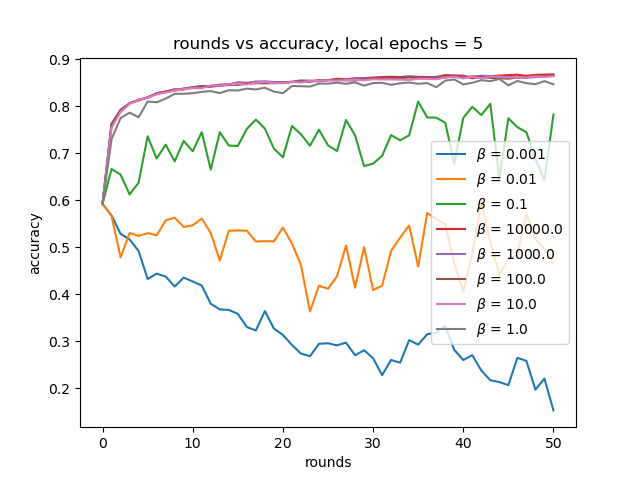 rounds vs accuracy, local epochs = 5
accuracy
0.9
0.8
0.7
0.6
0.5
0.4
0.3
0.2
β = 0.001
β = 0.01
β = 0.1
β = 10000.0
β = 1000.0
β = 100.0
β = 10.0
β = 1.0
0 10 20 30 40 50
rounds